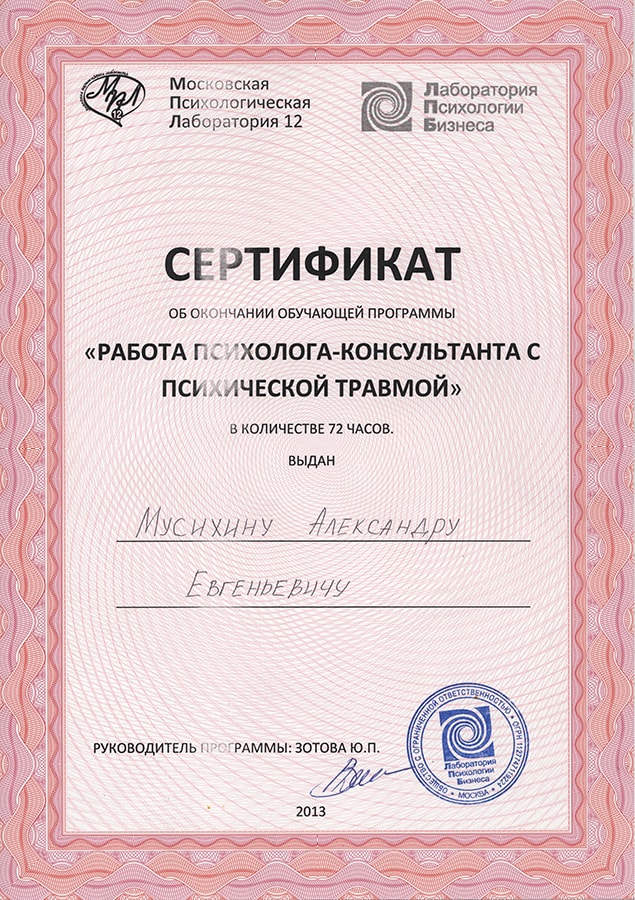 МПЛ
12
Московская
Психологическая
Лаборатория 12
Лаборатория
Психологии
Бизнеса
СЕРТИФИКАТ
ОБ ОКОНЧАНИИ ОБУЧАЮЩЕЙ ПРОГРАММЫ
«РАБОТА ПСИХОЛОГА-КОНСУЛЬТАНТА С
ПСИХИЧЕСКОЙ ТРАВМОЙ»
В КОЛИЧЕСТВЕ 72 ЧАСОВ.
ВЫДАН
Мусихину Александру
Евгеньевичу
РУКОВОДИТЕЛЬ ПРОГРАММЫ: ЗОТОВА Ю.П.
ОБЩЕСТВО С ОГРАНИЧЕННОЙ ОТВЕТСТВЕННОСТЬЮ * ОГРН
* МОСКВА *
Лаборатория
Психологии
Бизнеса
2013